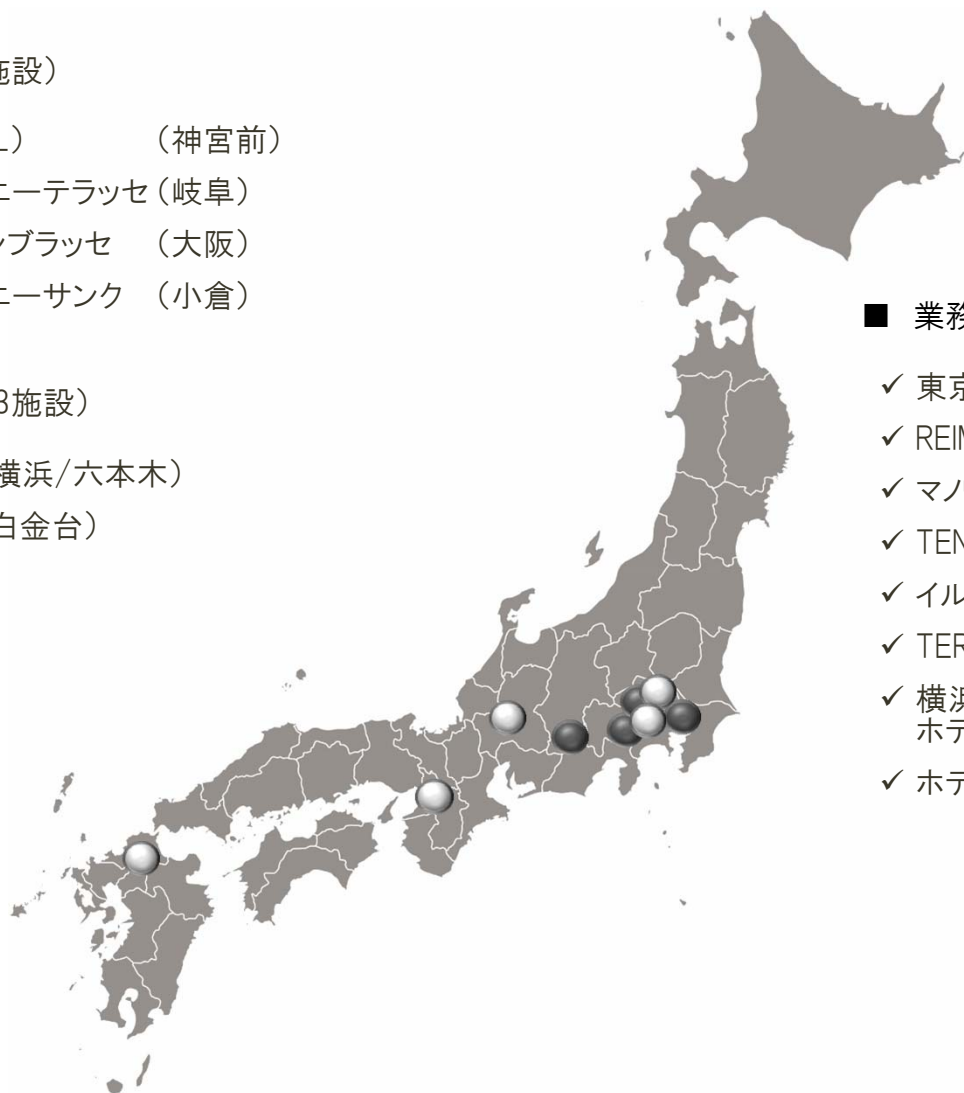 施設）
） （神宮前）
ニーテラッセ（岐阜）
ンブラッセ （大阪）
ニーサンク （小倉）
3施設）
横浜/六本木）
白金台）
■ 業務
✓ 東京
✓ REIM
✓ マノ
✓ TEN
✓ イル
✓ TER
✓ 横浜
ホテ
✓ ホテ